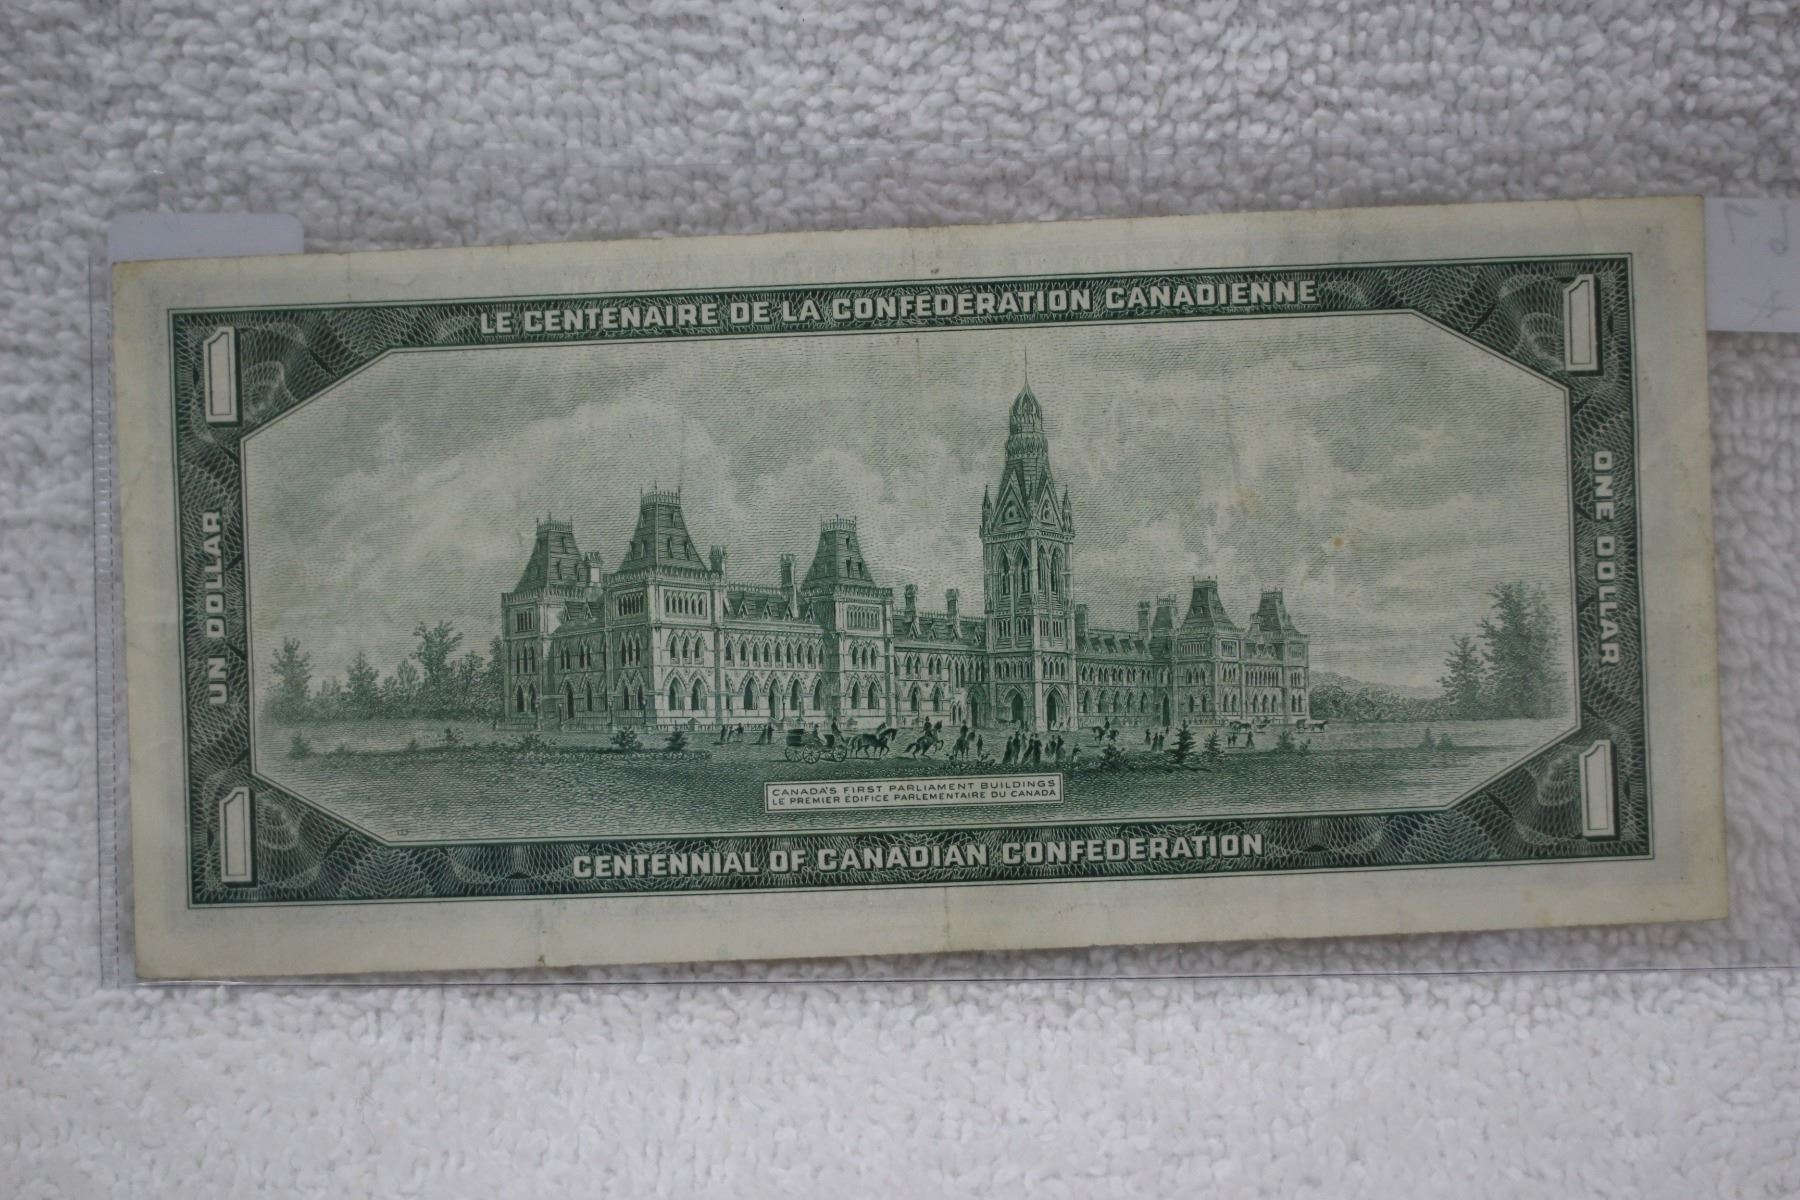 LE CENTENAIRE DE LA CONFÉDÉRATION CANADIENNE
1
1
UN DOLLAR
ONE DOLLAR
CANADA'S FIRST PARLIAMENT BUILDINGS
LE PREMIER ÉDIFICE PARLEMENTAIRE DU CANADA
1
1
CENTENNIAL OF CANADIAN CONFEDERATION